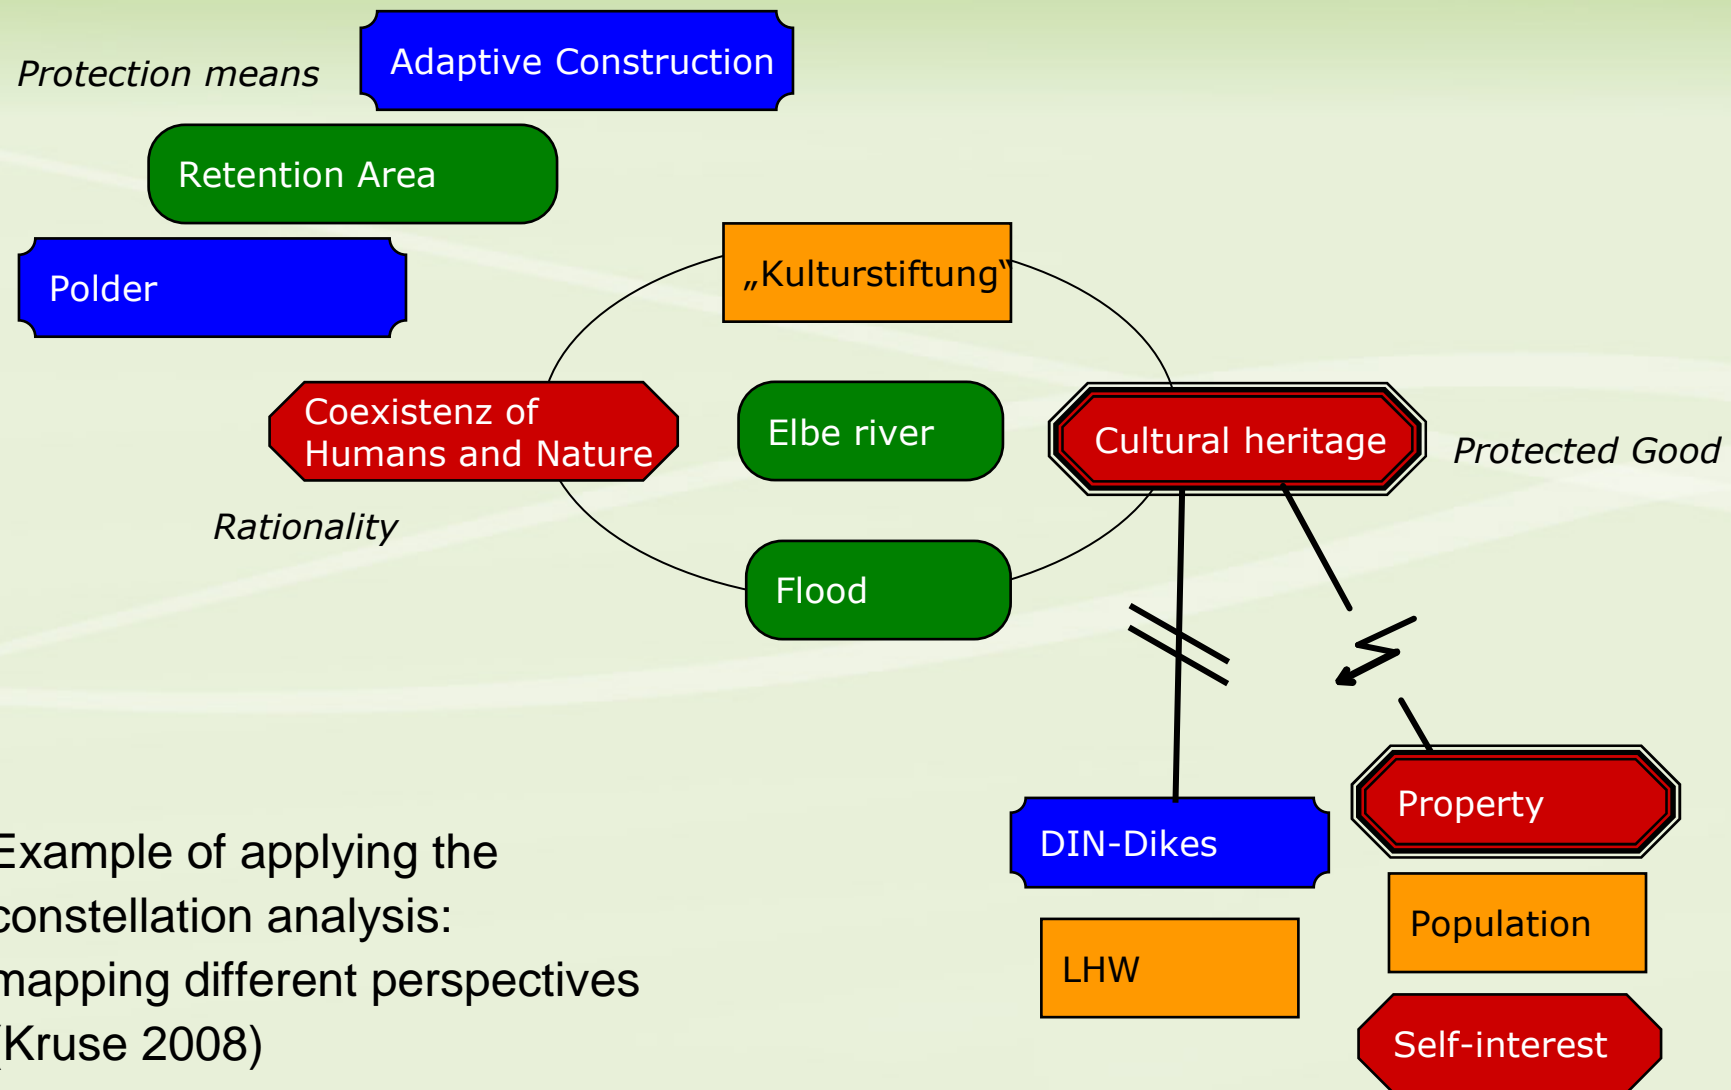 Adaptive Construction
Protection means
Retention Area
Polder
„Kulturstiftung“
Coexistenz of
Humans and Nature
Elbe river
Cultural heritage
Protected Good
Rationality
Flood
Property
DIN-Dikes
Population
LHW
Self-interest
Example of applying the
constellation analysis:
mapping different perspectives
(Kruse 2008)